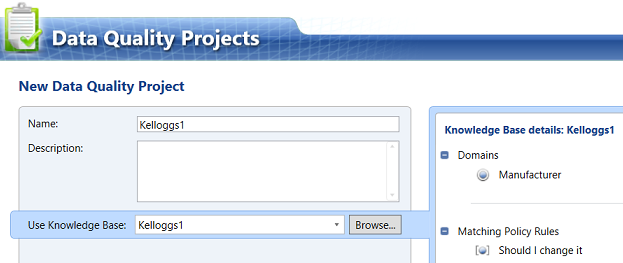 Data Quality Projects
New Data Quality Project
Name:
Kelloggs1
Description:
Use Knowledge Base:
Kelloggs1
Browse...
Knowledge Base details: Kelloggs1
Domains
Manufacturer
Matching Policy Rules
Should I change it